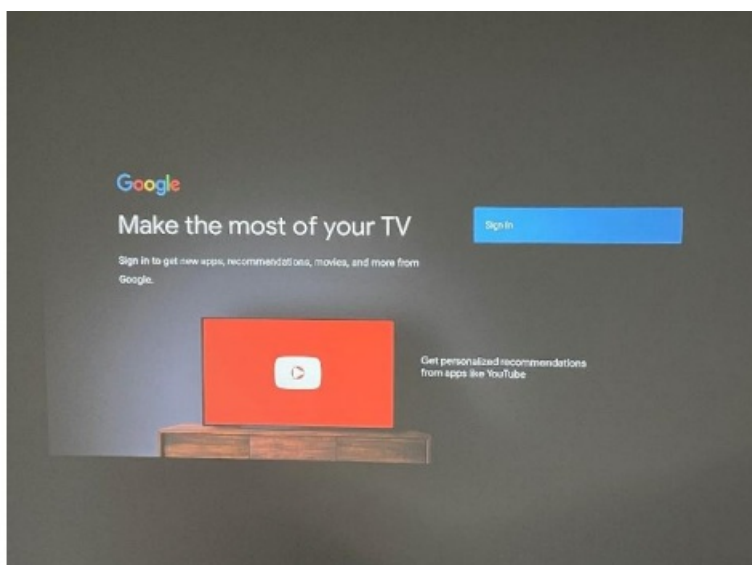 Google
Make the most of your TV
Sign In
Sign in to get new apps, recommendations, movies, and more from
Google.
Get personalized recommendations
from apps like YouTube